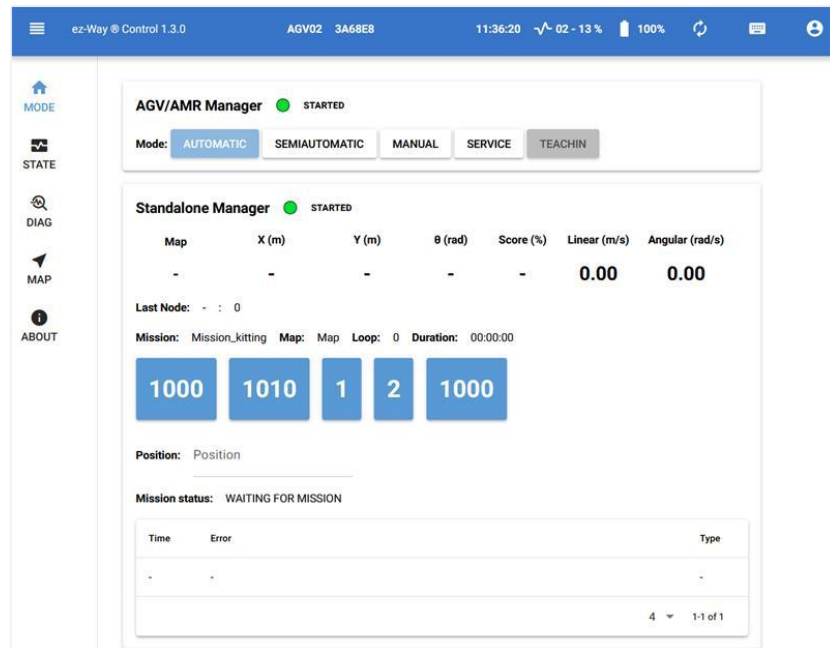 ez-Way ® Control 1.3.0 AGV02 3A68E8 11:36:20 02 - 13 % 100%
MODE
STATE
DIAG
MAP
ABOUT
AGV/AMR Manager STARTED
Mode: AUTOMATIC SEMIAUTOMATIC MANUAL SERVICE TEACHIN
Standalone Manager STARTED
Map X (m) Y (m) θ (rad) Score (%) Linear (m/s) Angular (rad/s)
- - - - - 0.00 0.00
Last Node: - : 0
Mission: Mission_kitting Map: Map Loop: 0 Duration: 00:00:00
1000 1010 1 2 1000
Position: Position
Mission status: WAITING FOR MISSION
Time Error Type
- - -
4 1-1 of 1